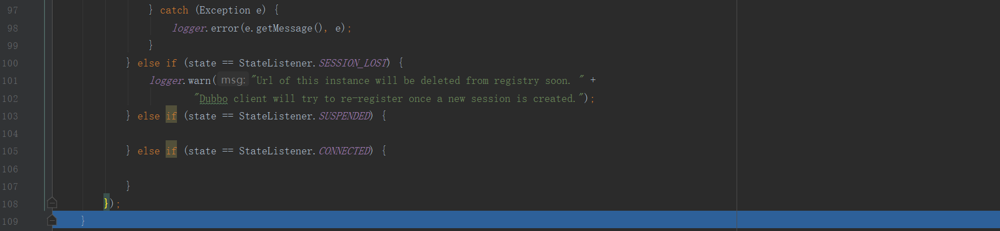 97 } catch (Exception e) {
98 logger.error(e.getMessage(), e);
99 }
100 } else if (state == StateListener.SESSION_LOST) {
101 logger.warn( msg: "Url of this instance will be deleted from registry soon. " +
102 "Dubbo client will try to re-register once a new session is created.");
103 } else if (state == StateListener.SUSPENDED) {
104
105 } else if (state == StateListener.CONNECTED) {
106
107 }
108 });
109 }